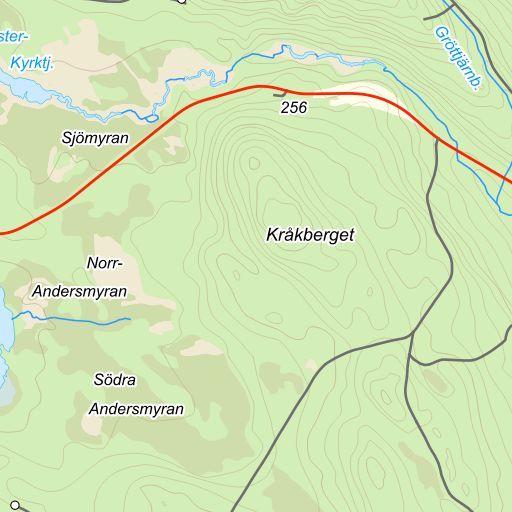 ster-
Kyrktj.
Gröttjärnb.
256
Sjömyran
Kråkberget
Norr-
Andersmyran
Södra
Andersmyran